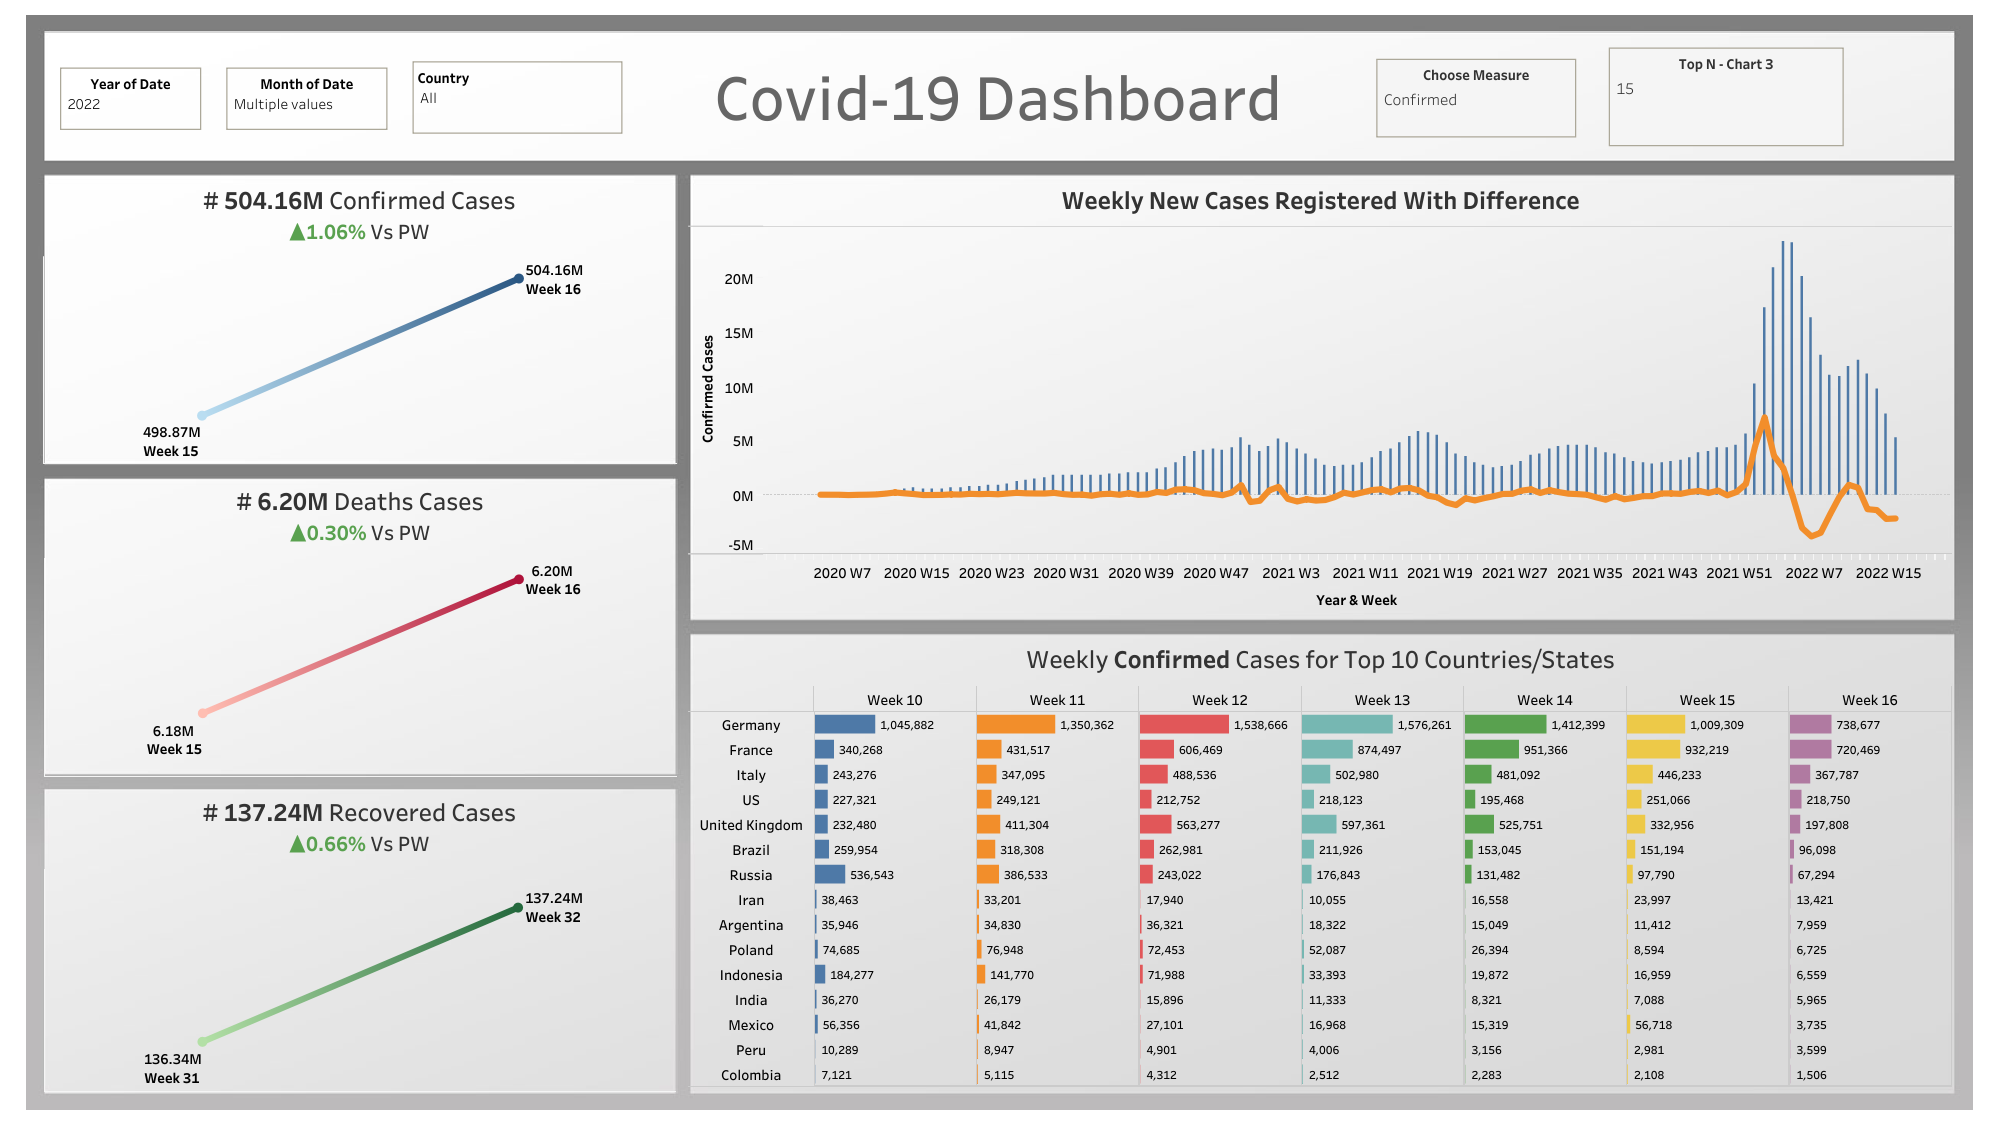 Year of Date
2022
Month of Date
Multiple values
Country
All
Covid-19 Dashboard
Choose Measure
Confirmed
Top N - Chart 3
15
# 504.16M Confirmed Cases
▲1.06% Vs PW
504.16M
Week 16
498.87M
Week 15
# 6.20M Deaths Cases
▲0.30% Vs PW
6.20M
Week 16
6.18M
Week 15
# 137.24M Recovered Cases
▲0.66% Vs PW
137.24M
Week 32
136.34M
Week 31
Weekly New Cases Registered With Difference
Confirmed Cases
20M
15M
10M
5M
0M
-5M
2020 W7 2020 W15 2020 W23 2020 W31 2020 W39 2020 W47 2021 W3 2021 W11 2021 W19 2021 W27 2021 W35 2021 W43 2021 W51 2022 W7 2022 W15
Year & Week
Weekly Confirmed Cases for Top 10 Countries/States
Week 10 Week 11 Week 12 Week 13 Week 14 Week 15 Week 16
Germany 1,045,882 1,350,362 1,538,666 1,576,261 1,412,399 1,009,309 738,677
France 340,268 431,517 606,469 874,497 951,366 932,219 720,469
Italy 243,276 347,095 488,536 502,980 481,092 446,233 367,787
US 227,321 249,121 212,752 218,123 195,468 251,066 218,750
United Kingdom 232,480 411,304 563,277 597,361 525,751 332,956 197,808
Brazil 259,954 318,308 262,981 211,926 153,045 151,194 96,098
Russia 536,543 386,533 243,022 176,843 131,482 97,790 67,294
Iran 38,463 33,201 17,940 10,055 16,558 23,997 13,421
Argentina 35,946 34,830 36,321 18,322 15,049 11,412 7,959
Poland 74,685 76,948 72,453 52,087 26,394 8,594 6,725
Indonesia 184,277 141,770 71,988 33,393 19,872 16,959 6,559
India 36,270 26,179 15,896 11,333 8,321 7,088 5,965
Mexico 56,356 41,842 27,101 16,968 15,319 56,718 3,735
Peru 10,289 8,947 4,901 4,006 3,156 2,981 3,599
Colombia 7,121 5,115 4,312 2,512 2,283 2,108 1,506